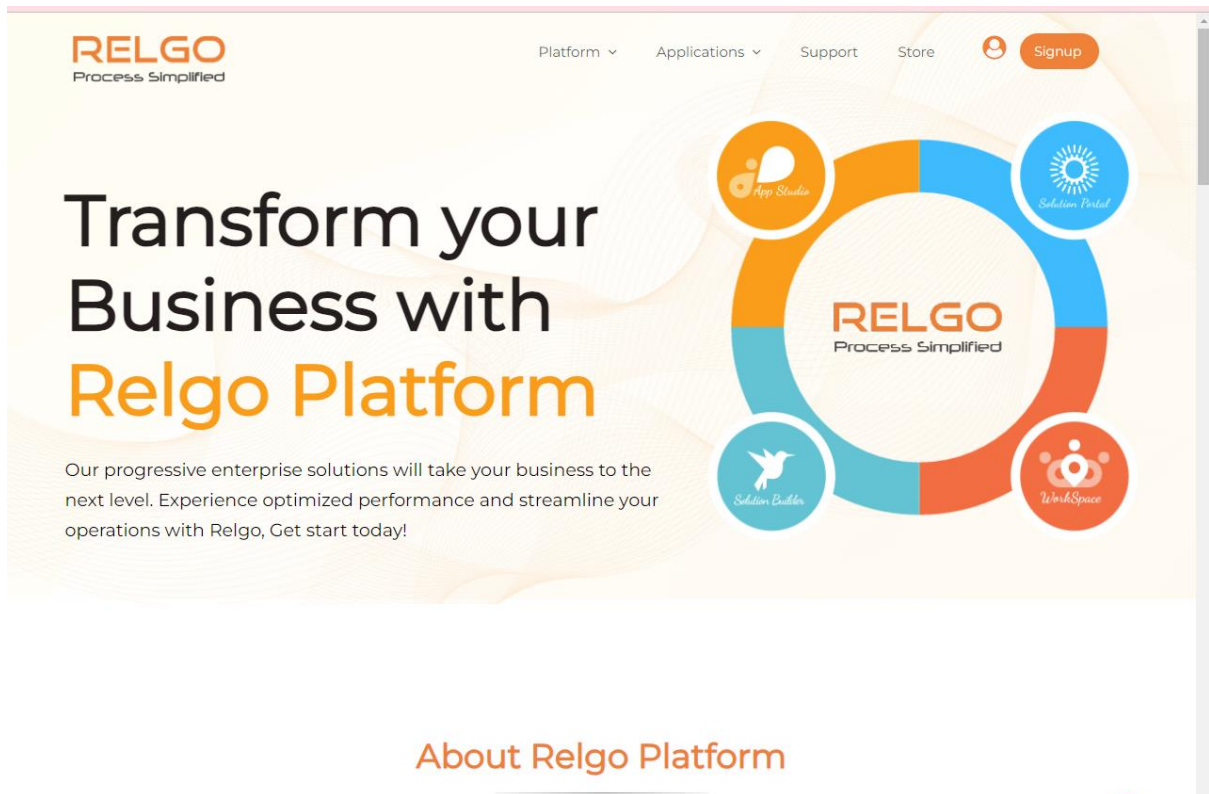 RELGO
Process Simplified
Platform
Applications
Support
Store
Signup
Transform your
Business with
Relgo Platform
Our progressive enterprise solutions will take your business to the
next level. Experience optimized performance and streamline your
operations with Relgo, Get start today!
App Studio
Solution Portal
RELGO
Process Simplified
Solution Builder
WorkSpace
About Relgo Platform